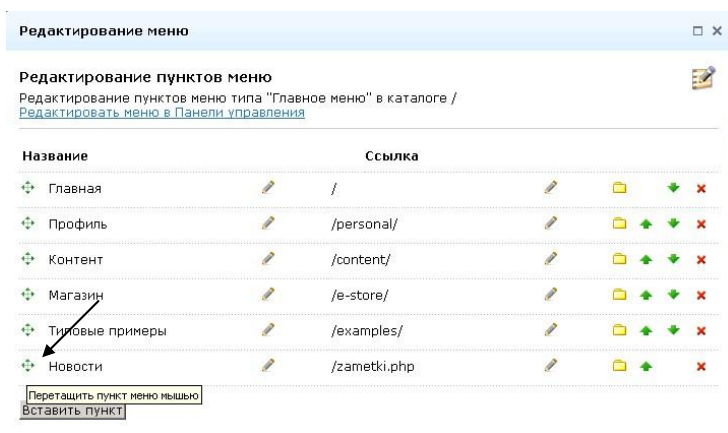 Редактирование меню
Редактирование пунктов меню
Редактирование пунктов меню типа "Главное меню" в каталоге /
Редактировать меню в Панели управления
Название Ссылка
Главная /
Профиль /personal/
Контент /content/
Магазин /e-store/
Типовые примеры /examples/
Новости /zametki.php
Перетащить пункт меню мышью
Вставить пункт